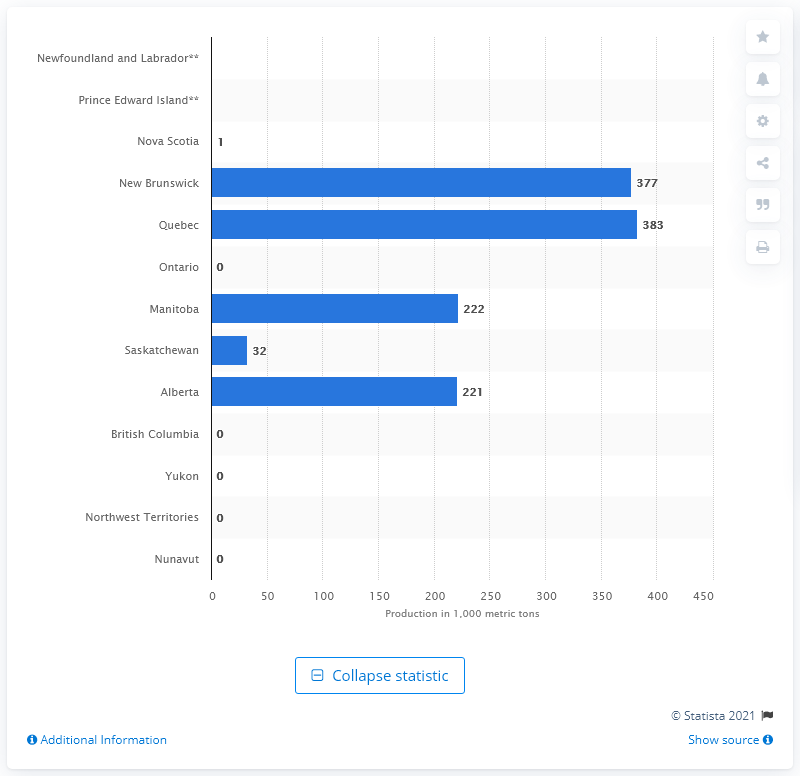 Newfoundland and Labrador**
Prince Edward Island**
Nova Scotia 1
New Brunswick 377
Quebec 383
Ontario 0
Manitoba 222
Saskatchewan 32
Alberta 221
British Columbia 0
Yukon 0
Northwest Territories 0
Nunavut 0
0 50 100 150 200 250 300 350 400 450
Production in 1,000 metric tons
Collapse statistic
© Statista 2021
Additional Information
Show source